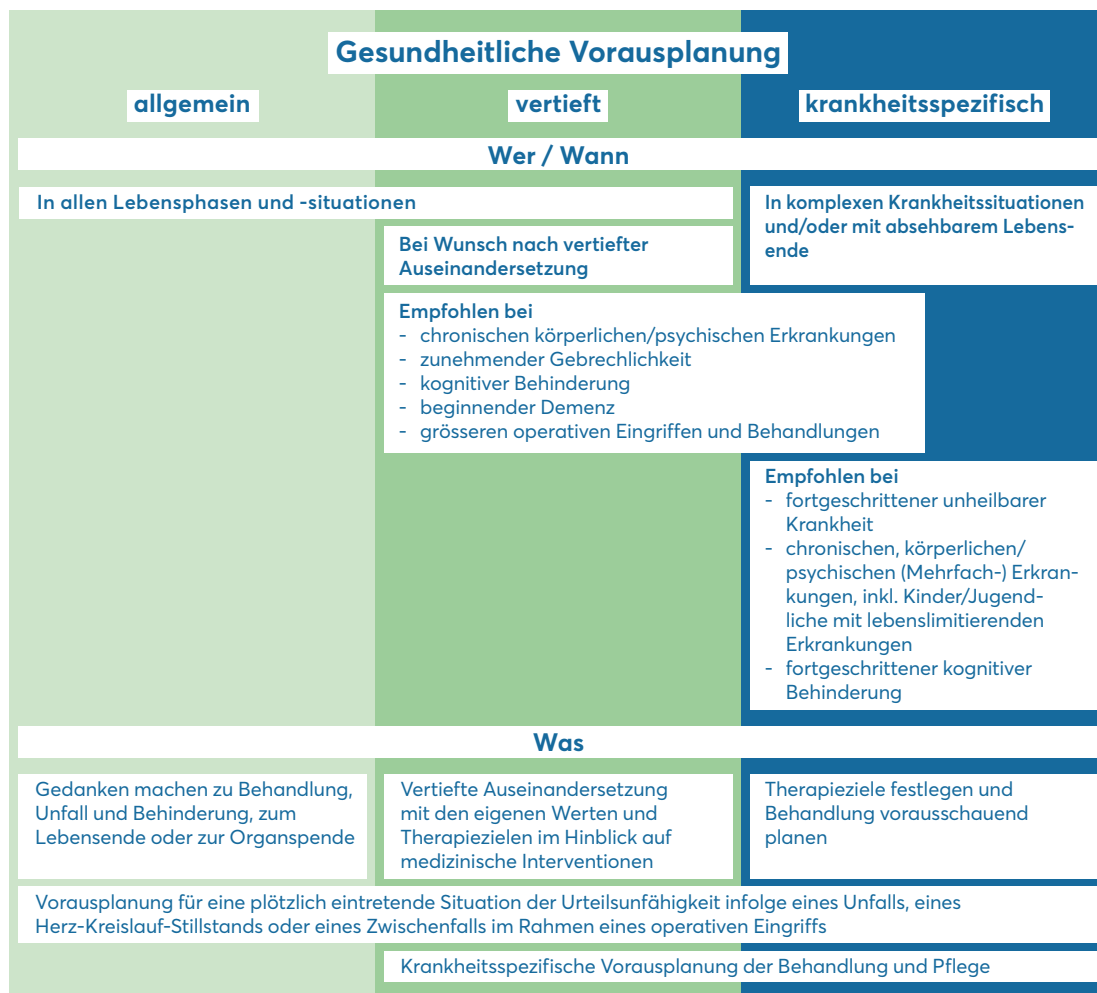 Gesundheitliche Vorausplanung
allgemein
vertieft
krankheitsspezifisch
Wer / Wann
In allen Lebensphasen und -situationen
Bei Wunsch nach vertiefter
Auseinandersetzung
In komplexen Krankheitssituationen
und/oder mit absehbarem Lebens-
ende
Empfohlen bei
- chronischen körperlichen/psychischen Erkrankungen
- zunehmender Gebrechlichkeit
- kognitiver Behinderung
- beginnender Demenz
- grösseren operativen Eingriffen und Behandlungen
Empfohlen bei
- fortgeschrittener unheilbarer
Krankheit
- chronischen, körperlichen/
psychischen (Mehrfach-) Erkran-
kungen, inkl. Kinder/Jugend-
liche mit lebenslimitierenden
Erkrankungen
- fortgeschrittener kognitiver
Behinderung
Was
Gedanken machen zu Behandlung,
Unfall und Behinderung, zum
Lebensende oder zur Organspende
Vertiefte Auseinandersetzung
mit den eigenen Werten und
Therapiezielen im Hinblick auf
medizinische Interventionen
Therapieziele festlegen und
Behandlung vorausschauend
planen
Vorausplanung für eine plötzlich eintretende Situation der Urteilsunfähigkeit infolge eines Unfalls, eines
Herz-Kreislauf-Stillstands oder eines Zwischenfalls im Rahmen eines operativen Eingriffs
Krankheitsspezifische Vorausplanung der Behandlung und Pflege